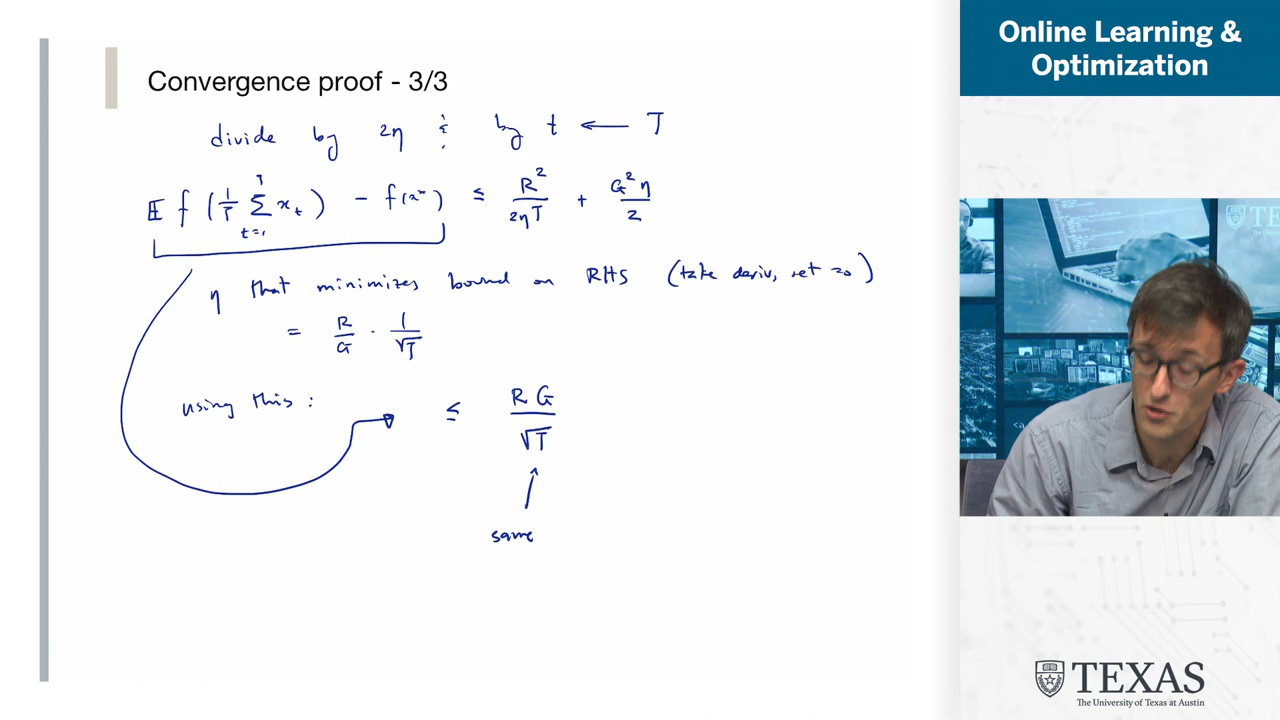 Convergence proof - 3/3
divide by 2η & by t ← T
E f ( 1/T Σ_{t=1}^{T} x_t ) - f(x*) ≤ R²/2ηT + G²η/2
η that minimizes bound on RHS (take deriv, set =0)
= R/G · 1/√T
using this: ≤ RG/√T
same
Online Learning &
Optimization
TEXAS
The University of Texas at Austin
TEXAS